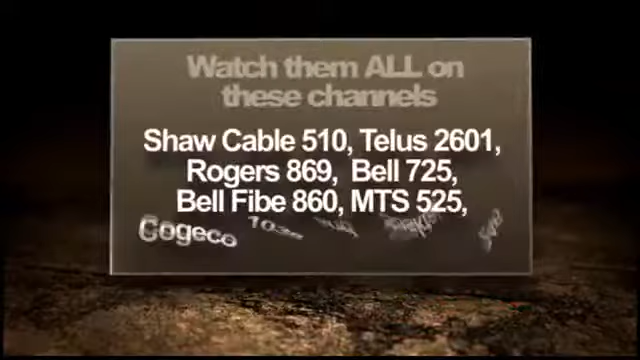 Watch them ALL on
these channels
Shaw Cable 510, Telus 2601,
Rogers 869, Bell 725,
Bell Fibe 860, MTS 525,
Cogeco